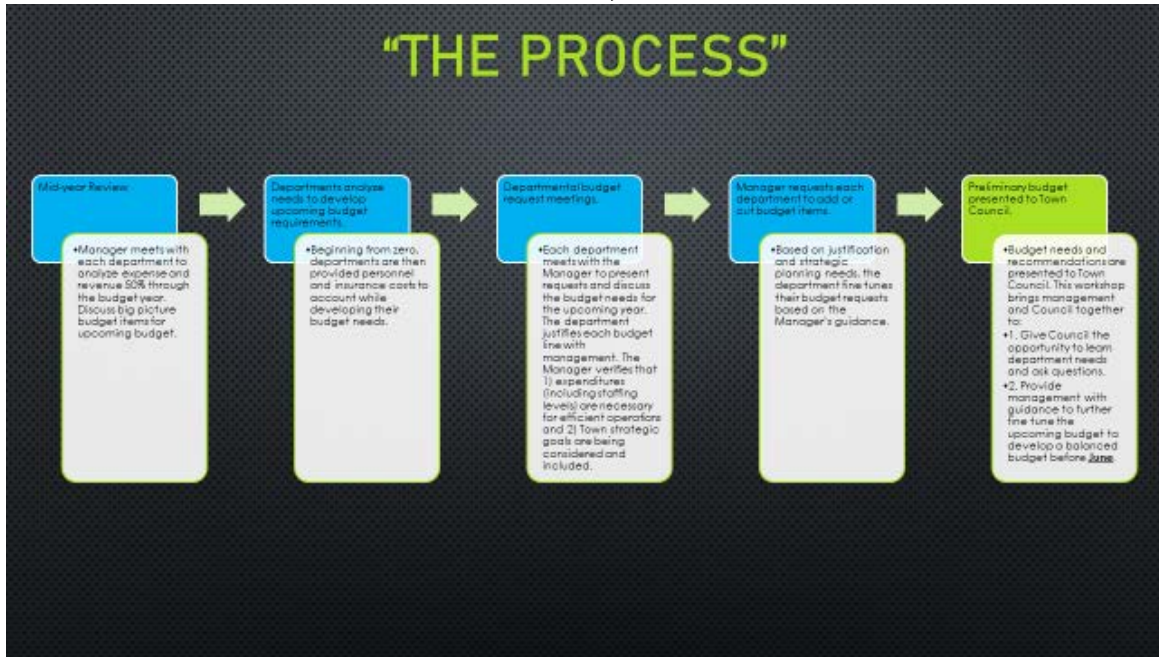 “THE PROCESS”
Mid-year Review
•Manager meets with
each department to
analyze expense and
revenue 50% through
the budget year.
Discuss big picture
budget items for
upcoming budget.
Departments analyze
needs to develop
upcoming budget
requirements.
•Beginning from zero,
departments are then
provided personnel
and insurance costs to
account while
developing their
budget needs.
Departmental budget
request meetings.
•Each department
meets with the
Manager to present
requests and discuss
the budget needs for
the upcoming year.
The department
justifies each budget
line with
management. The
Manager verifies that
1) expenditures
(including staffing
levels) are necessary
for efficient operations
and 2) Town strategic
goals are being
considered and
included.
Manager requests each
department to add or
cut budget items.
•Based on justification
and strategic
planning needs, the
department fine tunes
their budget requests
based on the
Manager's guidance.
Preliminary budget
presented to Town
Council.
•Budget needs and
recommendations are
presented to Town
Council. This workshop
brings management
and Council together
to:
•1. Give Council the
opportunity to learn
department needs
and ask questions.
•2. Provide
management with
guidance to further
fine tune the
upcoming budget to
develop a balanced
budget before June.